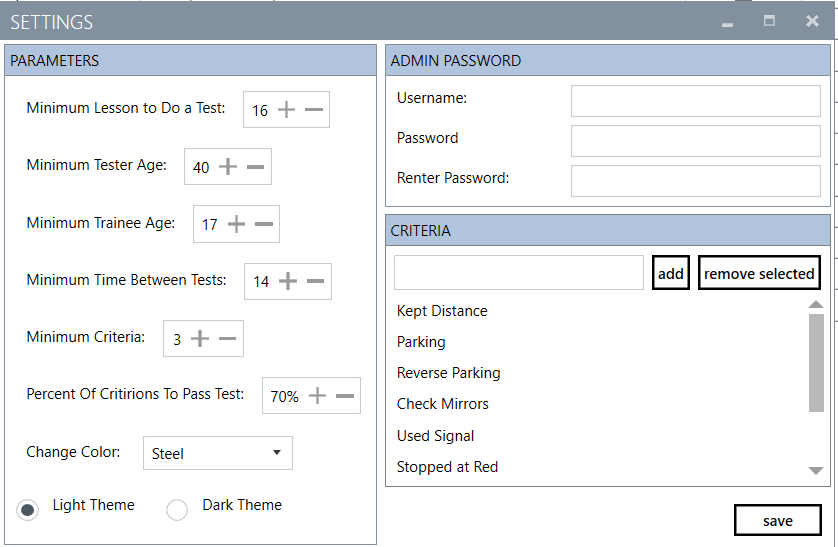 SETTINGS
PARAMETERS
Minimum Lesson to Do a Test: 16
Minimum Tester Age: 40
Minimum Trainee Age: 17
Minimum Time Between Tests: 14
Minimum Criteria: 3
Percent Of Critirions To Pass Test: 70%
Change Color: Steel
Light Theme Dark Theme
ADMIN PASSWORD
Username:
Password
Renter Password:
CRITERIA
add remove selected
Kept Distance
Parking
Reverse Parking
Check Mirrors
Used Signal
Stopped at Red
save